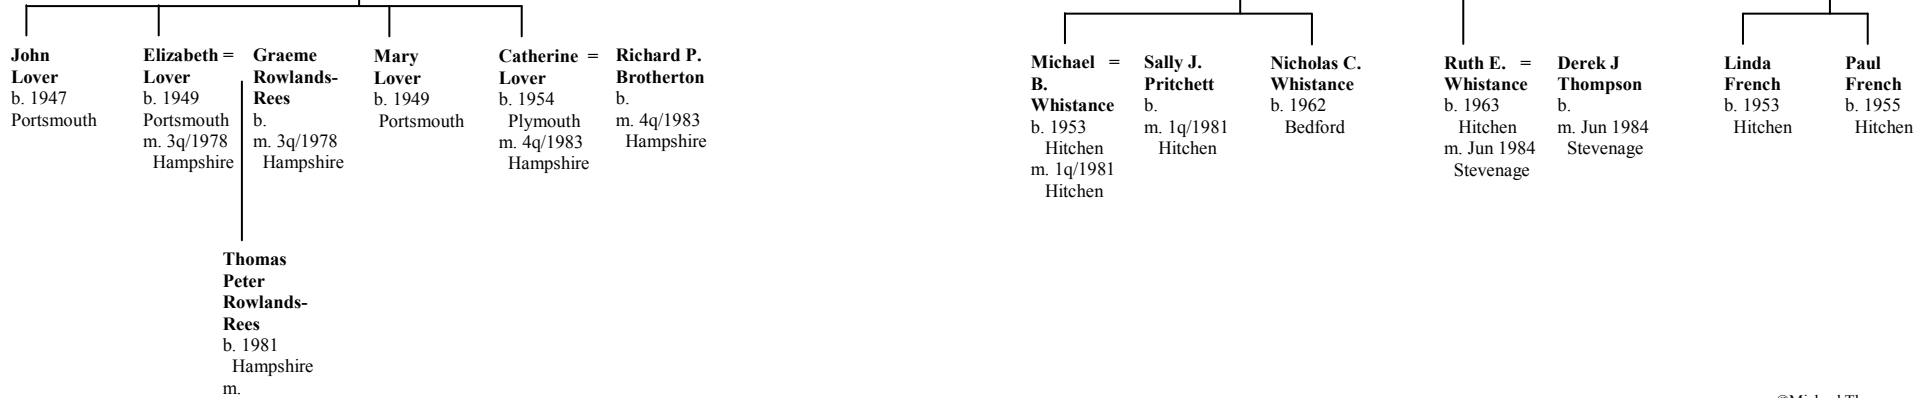 John
Lover
b. 1947
Portsmouth
Elizabeth =
Lover
b. 1949
Portsmouth
m. 3q/1978
Hampshire
Graeme
Rowlands-
Rees
b.
m. 3q/1978
Hampshire
Mary
Lover
b. 1949
Portsmouth
Catherine =
Lover
b. 1954
Plymouth
m. 4q/1983
Hampshire
Richard P.
Brotherton
b.
m. 4q/1983
Hampshire
Thomas
Peter
Rowlands-
Rees
b. 1981
Hampshire
m.
Michael =
B.
Whistance
b. 1953
Hitchen
m. 1q/1981
Hitchen
Sally J.
Pritchett
b.
m. 1q/1981
Hitchen
Nicholas C.
Whistance
b. 1962
Bedford
Ruth E. =
Whistance
b. 1963
Hitchen
m. Jun 1984
Stevenage
Derek J
Thompson
b.
m. Jun 1984
Stevenage
Linda
French
b. 1953
Hitchen
Paul
French
b. 1955
Hitchen